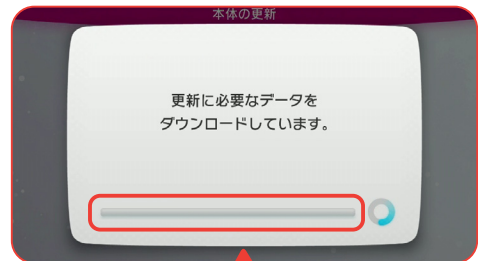 本体の更新
更新に必要なデータを
ダウンロードしています。